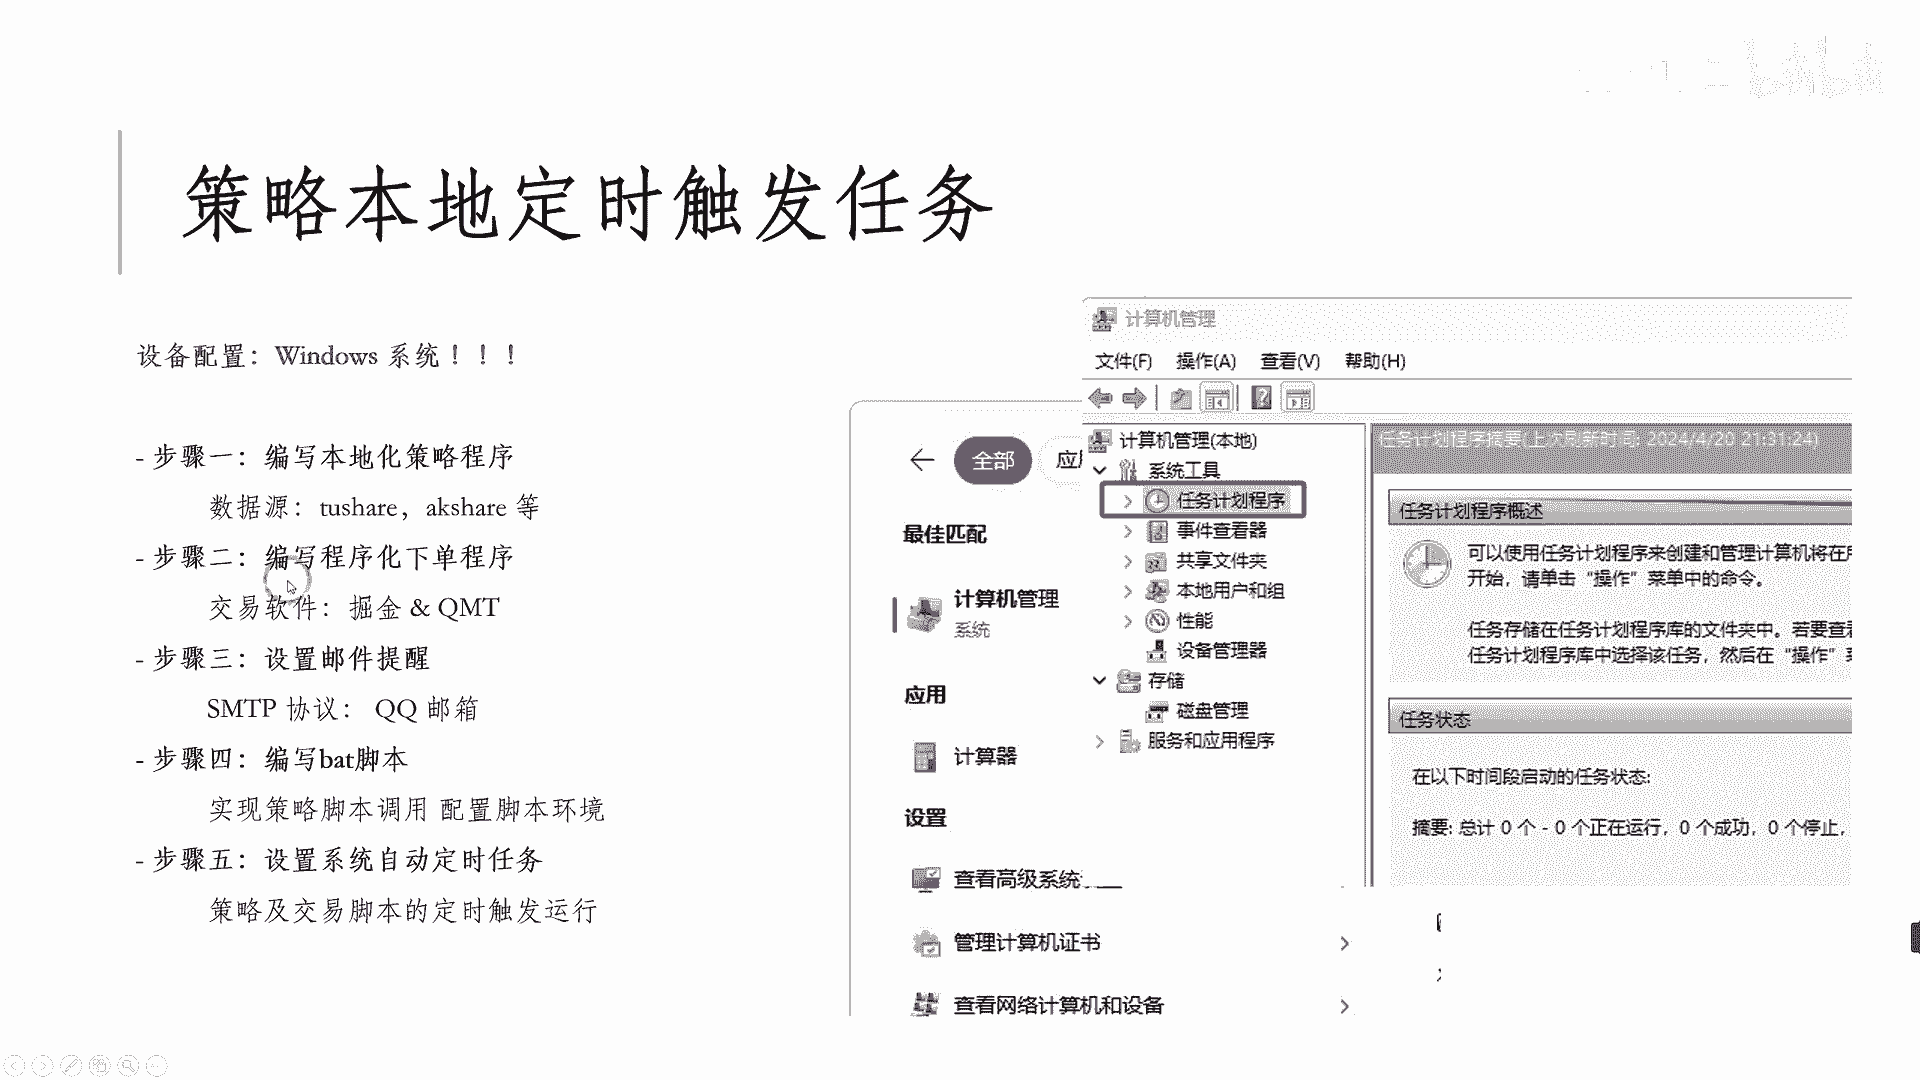 策略本地定时触发任务
设备配置：Windows 系统！！！
- 步骤一：编写本地化策略程序
数据源：tushare，akshare 等
- 步骤二：编写程序化下单程序
交易软件：掘金 & QMT
- 步骤三：设置邮件提醒
SMTP 协议： QQ 邮箱
- 步骤四：编写bat脚本
实现策略脚本调用 配置脚本环境
- 步骤五：设置系统自动定时任务
策略及交易脚本的定时触发运行
全部
最佳匹配
计算机管理
系统
应用
计算器
设置
查看高级系统
管理计算机证书
查看网络计算机和设备
计算机管理
文件(F) 操作(A) 查看(V) 帮助(H)
计算机管理(本地)
系统工具
任务计划程序
事件查看器
共享文件夹
本地用户和组
性能
设备管理器
存储
磁盘管理
服务和应用程序
任务计划程序摘要(上次刷新时间: 2024/4/20 21:31:24)
任务计划程序概述
可以使用任务计划程序来创建和管理计算机将在
开始，请单击“操作”菜单中的命令。
任务存储在任务计划程序库的文件夹中。若要查
任务计划程序库中选择该任务，然后在“操作”
任务状态
在以下时间段启动的任务状态:
摘要: 总计 0 个 - 0 个正在运行，0 个成功，0 个停止，